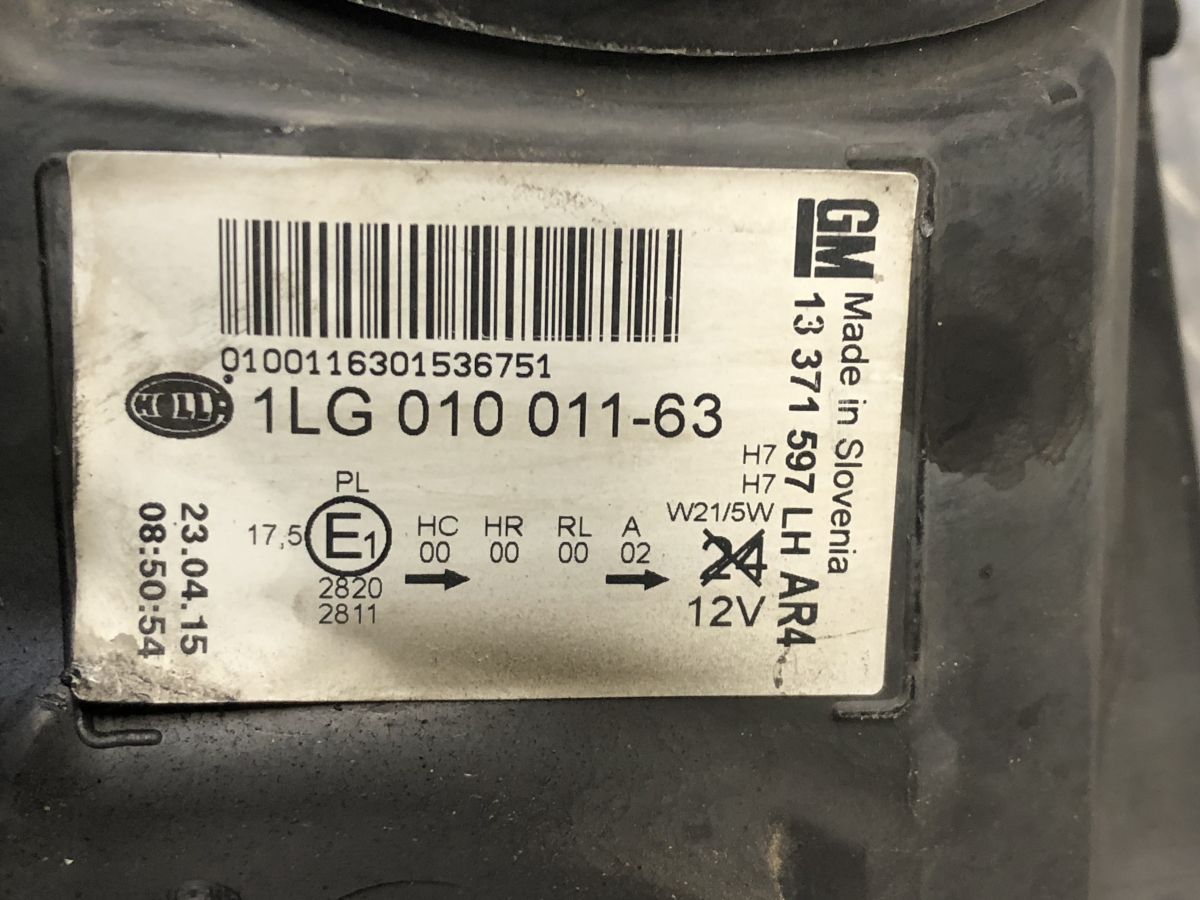 0100116301536751
HELLA
1LG 010 011-63
PL
17,5 E1
2820
2811
HC HR RL A
00 00 00 02
H7
H7
W21/5W
24
12V
23.04.15
08:50:54
GM
13 371 597 LH AR4
Made in Slovenia